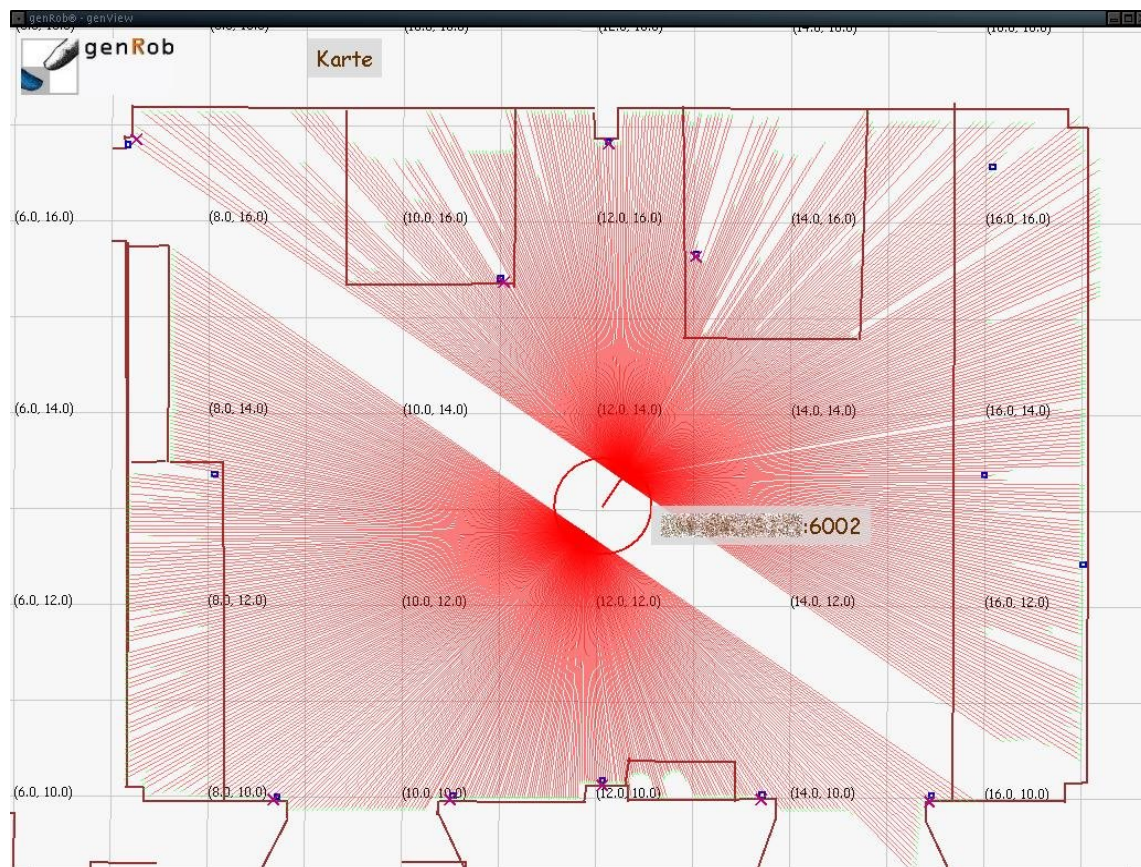 genRob® - genView
genRob
Karte
(6.0, 16.0) (8.0, 16.0) (10.0, 16.0) (12.0, 16.0) (14.0, 16.0) (16.0, 16.0)
(6.0, 14.0) (8.0, 14.0) (10.0, 14.0) (12.0, 14.0) (14.0, 14.0) (16.0, 14.0)
:6002
(6.0, 12.0) (8.0, 12.0) (10.0, 12.0) (12.0, 12.0) (14.0, 12.0) (16.0, 12.0)
(6.0, 10.0) (8.0, 10.0) (10.0, 10.0) (12.0, 10.0) (14.0, 10.0) (16.0, 10.0)